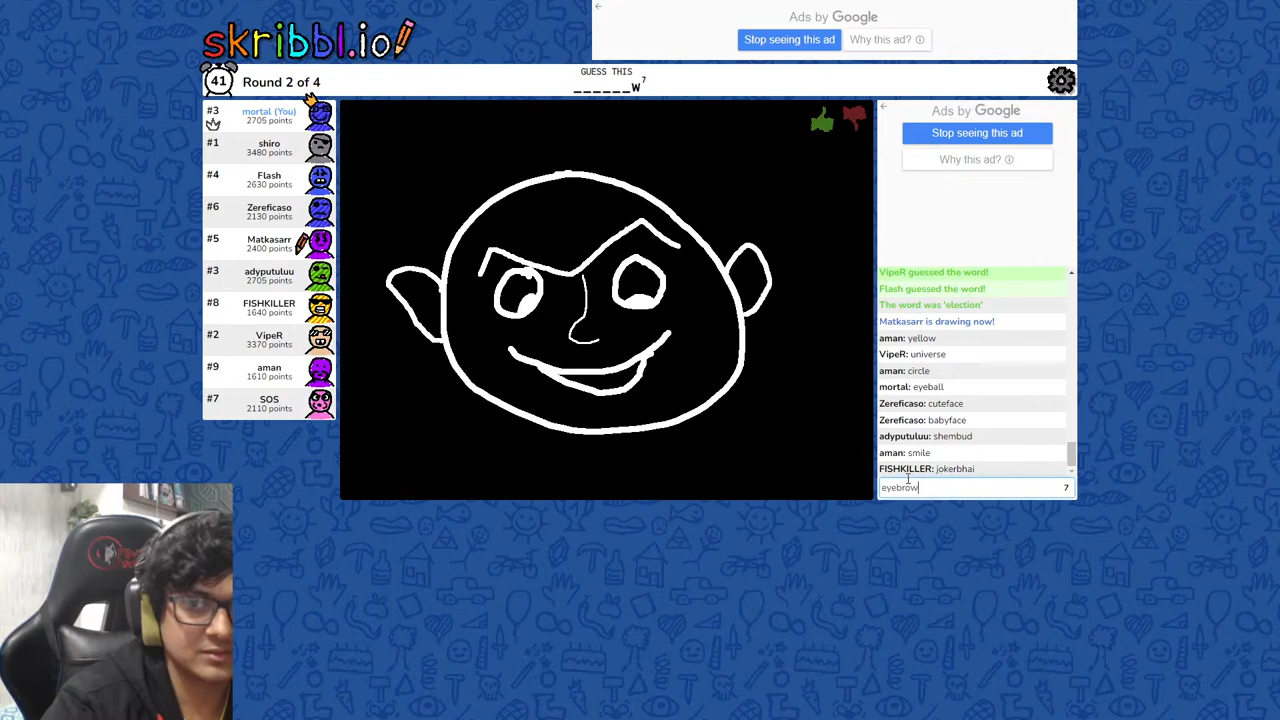 Ads by Google
Stop seeing this ad
Why this ad?
skribbl.io
41
Round 2 of 4
GUESS THIS
______W 7
#3
mortal (You)
2705 points
#1
shiro
3480 points
#4
Flash
2630 points
#6
Zereficaso
2130 points
#5
Matkasarr
2400 points
#3
adyputuluu
2705 points
#8
FISHKILLER
1640 points
#2
VipeR
3370 points
#9
aman
1610 points
#7
SOS
2110 points
Ads by Google
Stop seeing this ad
Why this ad?
VipeR guessed the word!
Flash guessed the word!
The word was 'election'
Matkasarr is drawing now!
aman: yellow
VipeR: universe
aman: circle
mortal: eyeball
Zereficaso: cuteface
Zereficaso: babyface
adyputuluu: shembud
aman: smile
FISHKILLER: jokerbhai
eyebrow 7